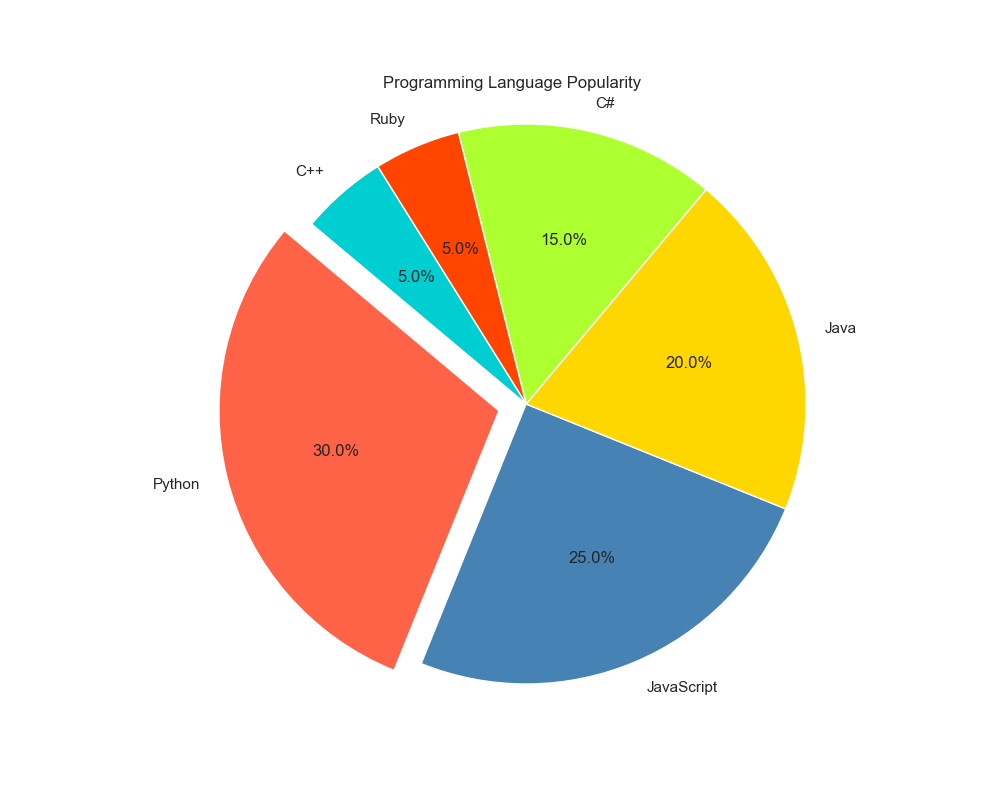 Programming Language Popularity
C#
Ruby
C++
15.0%
5.0%
5.0%
Java
20.0%
30.0%
Python
25.0%
JavaScript